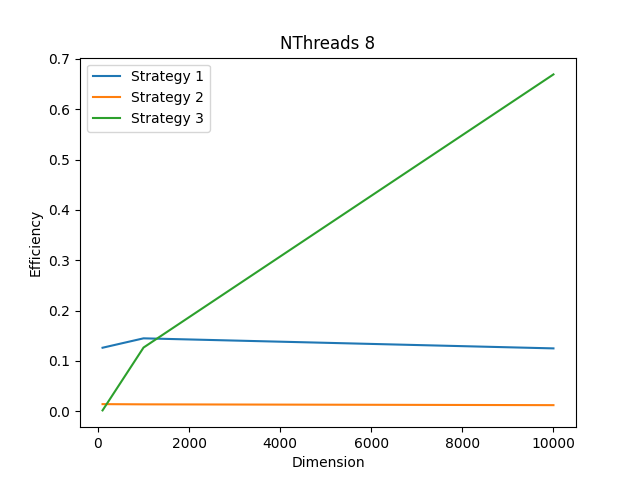 NThreads 8
Strategy 1
Strategy 2
Strategy 3
Efficiency
0.7
0.6
0.5
0.4
0.3
0.2
0.1
0.0
0 2000 4000 6000 8000 10000
Dimension